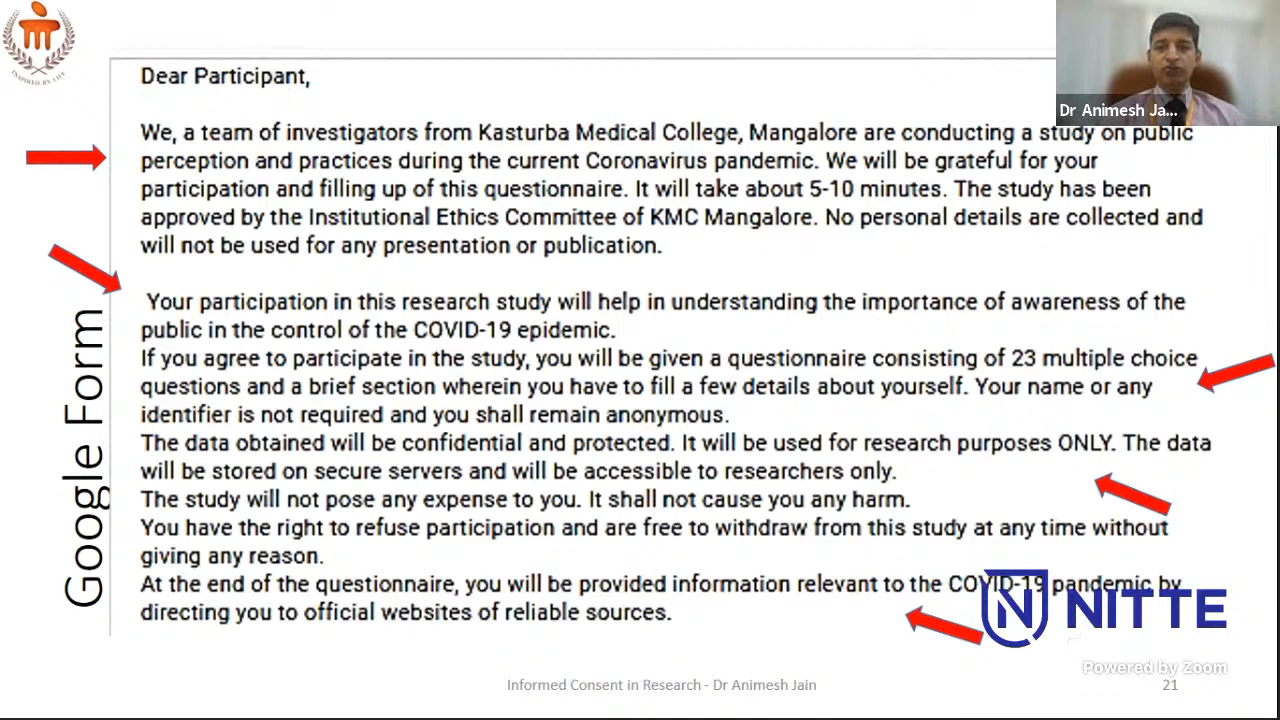 INSPIRED BY LIFE
Dr Animesh Ja...
Dear Participant,
We, a team of investigators from Kasturba Medical College, Mangalore are conducting a study on public
perception and practices during the current Coronavirus pandemic. We will be grateful for your
participation and filling up of this questionnaire. It will take about 5-10 minutes. The study has been
approved by the Institutional Ethics Committee of KMC Mangalore. No personal details are collected and
will not be used for any presentation or publication.
Your participation in this research study will help in understanding the importance of awareness of the
public in the control of the COVID-19 epidemic.
If you agree to participate in the study, you will be given a questionnaire consisting of 23 multiple choice
questions and a brief section wherein you have to fill a few details about yourself. Your name or any
identifier is not required and you shall remain anonymous.
The data obtained will be confidential and protected. It will be used for research purposes ONLY. The data
will be stored on secure servers and will be accessible to researchers only.
The study will not pose any expense to you. It shall not cause you any harm.
You have the right to refuse participation and are free to withdraw from this study at any time without
giving any reason.
At the end of the questionnaire, you will be provided information relevant to the COVID-19 pandemic by
directing you to official websites of reliable sources.
Google Form
N NITTE
Powered by Zoom
Informed Consent in Research - Dr Animesh Jain
21